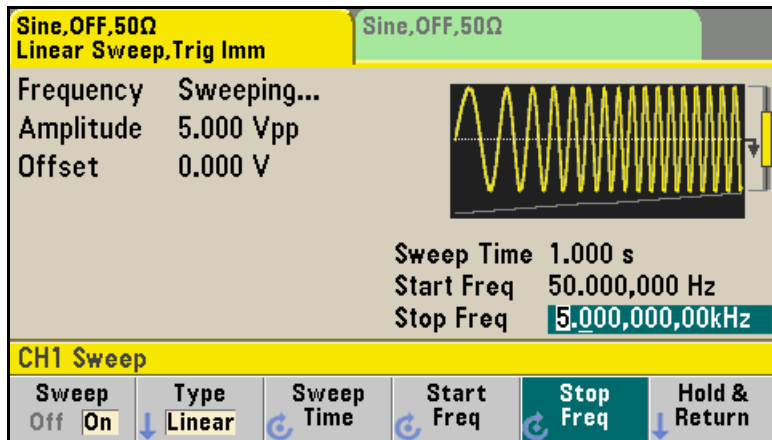 Sine,OFF,50Ω
Linear Sweep,Trig Imm
Sine,OFF,50Ω
Frequency Sweeping...
Amplitude 5.000 Vpp
Offset 0.000 V
Sweep Time 1.000 s
Start Freq 50.000,000 Hz
Stop Freq 5.000,000,00kHz
CH1 Sweep
Sweep
Off On
Type
Linear
Sweep
Time
Start
Freq
Stop
Freq
Hold &
Return